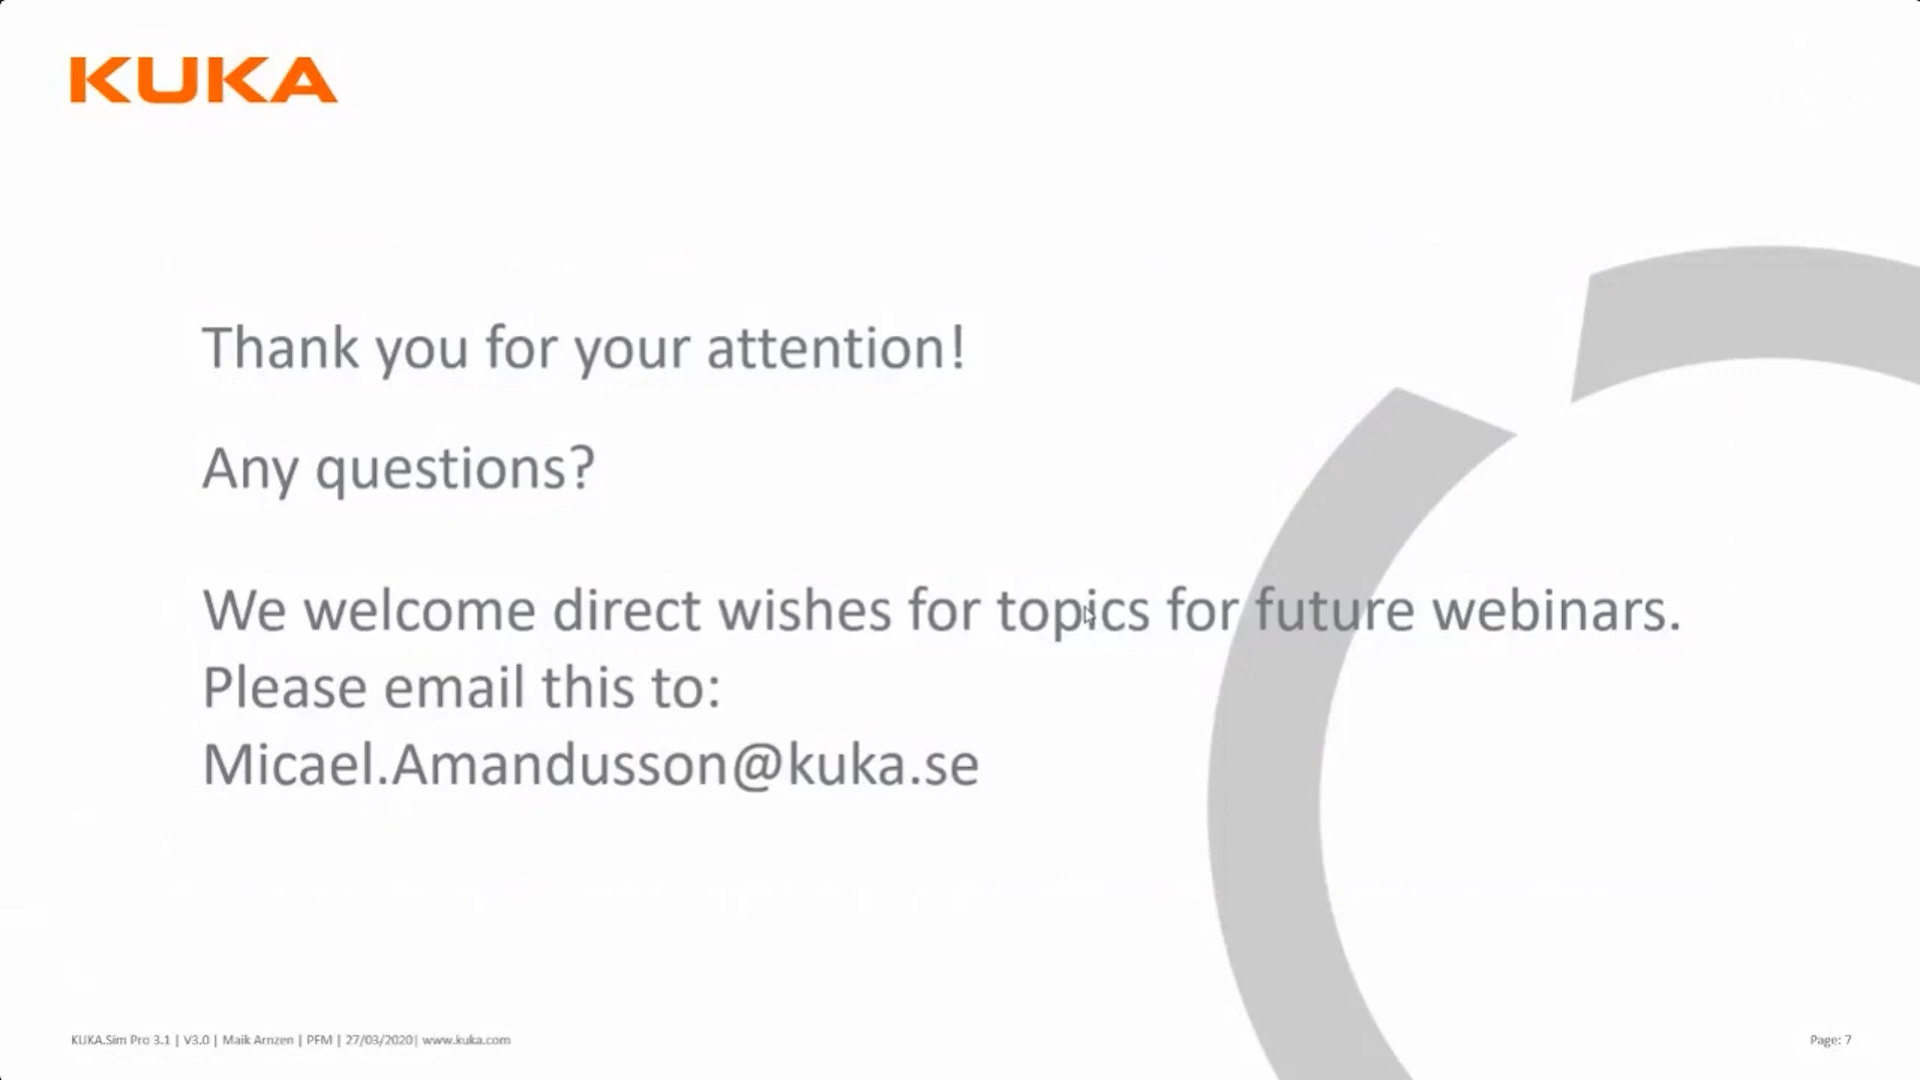 KUKA
Thank you for your attention!
Any questions?
We welcome direct wishes for topics for future webinars.
Please email this to:
Micael.Amandusson@kuka.se
KUKA.Sim Pro 3.1 | V3.0 | Maik Arnzen | PFM | 27/03/2020| www.kuka.com
Page: 7